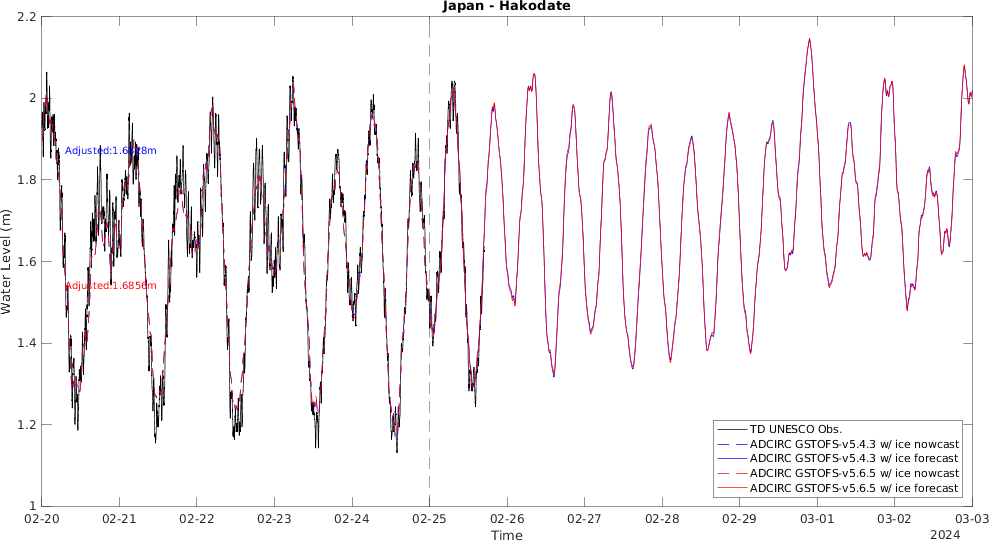 Japan - Hakodate
2.2
2
1.8
1.6
1.4
1.2
1
Water Level (m)
Adjusted:1.6856m
TD UNESCO Obs.
ADCIRC GSTOFS-v5.4.3 w/ ice nowcast
ADCIRC GSTOFS-v5.4.3 w/ ice forecast
ADCIRC GSTOFS-v5.6.5 w/ ice nowcast
ADCIRC GSTOFS-v5.6.5 w/ ice forecast
02-20 02-21 02-22 02-23 02-24 02-25 02-26 02-27 02-28 02-29 03-01 03-02 03-03
Time
2024